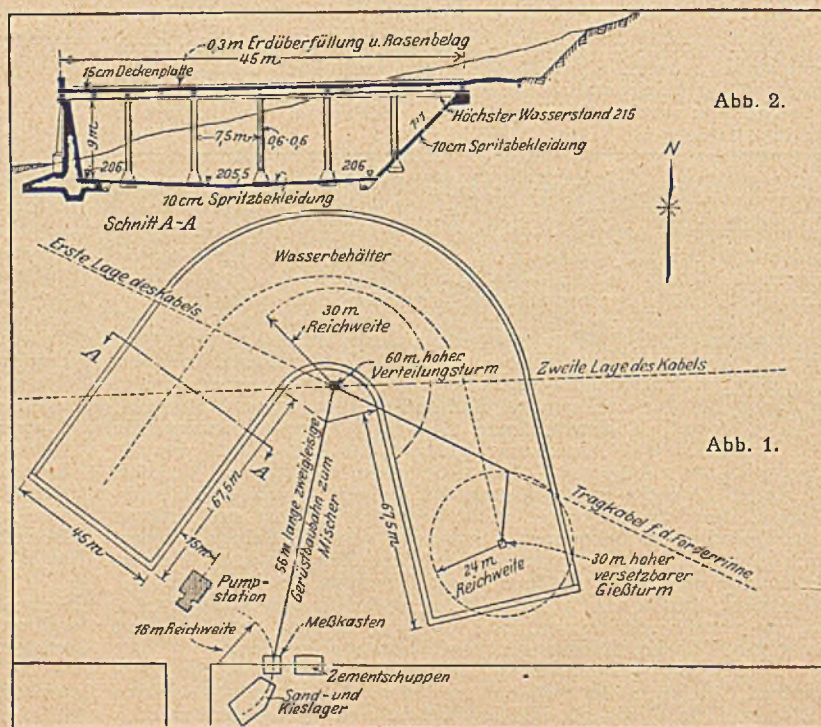 0,3 m Erdüberfüllung u. Rasenbelag
45 m
15 cm Deckenplatte
Abb. 2.
Höchster Wasserstand 215
1:1
9 m
7,5 m
0,6·0,6
10 cm Spritzbekleidung
206
205,5
206
10 cm Spritzbekleidung
Schnitt A-A
N
Erste Lage des Kabels
Wasserbehälter
30 m
Reichweite
60 m. hoher
Verteilungsturm
Zweite Lage des Kabels
A
A
Abb. 1.
67,5 m
45 m
15 m
56 m lange zweigleisige
Gerüstbaubahn zum
Mischer
67,5 m
Tragkabel f. d. Förderrinne
24 m
Reichweite
30 m. hoher
versetzbarer
Gießturm
Pump-
station
18 m Reichweite
Meßkasten
Zementschuppen
Sand- und
Kieslager